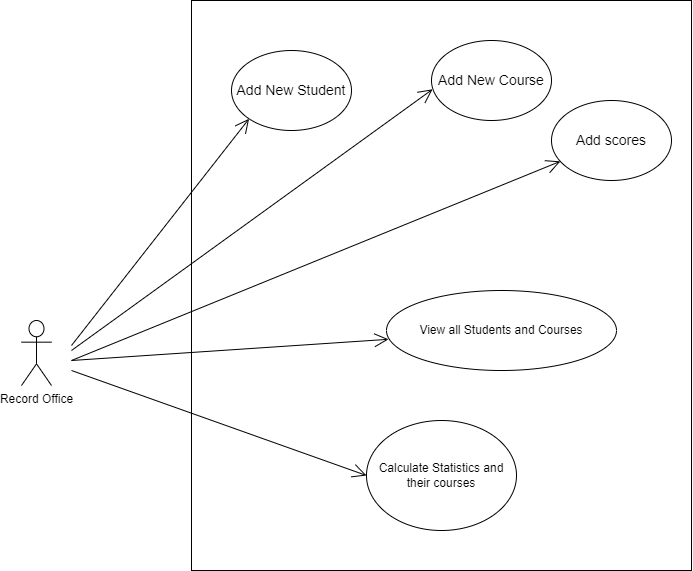 Add New Student
Add New Course
Add scores
View all Students and Courses
Record Office
Calculate Statistics and
their courses